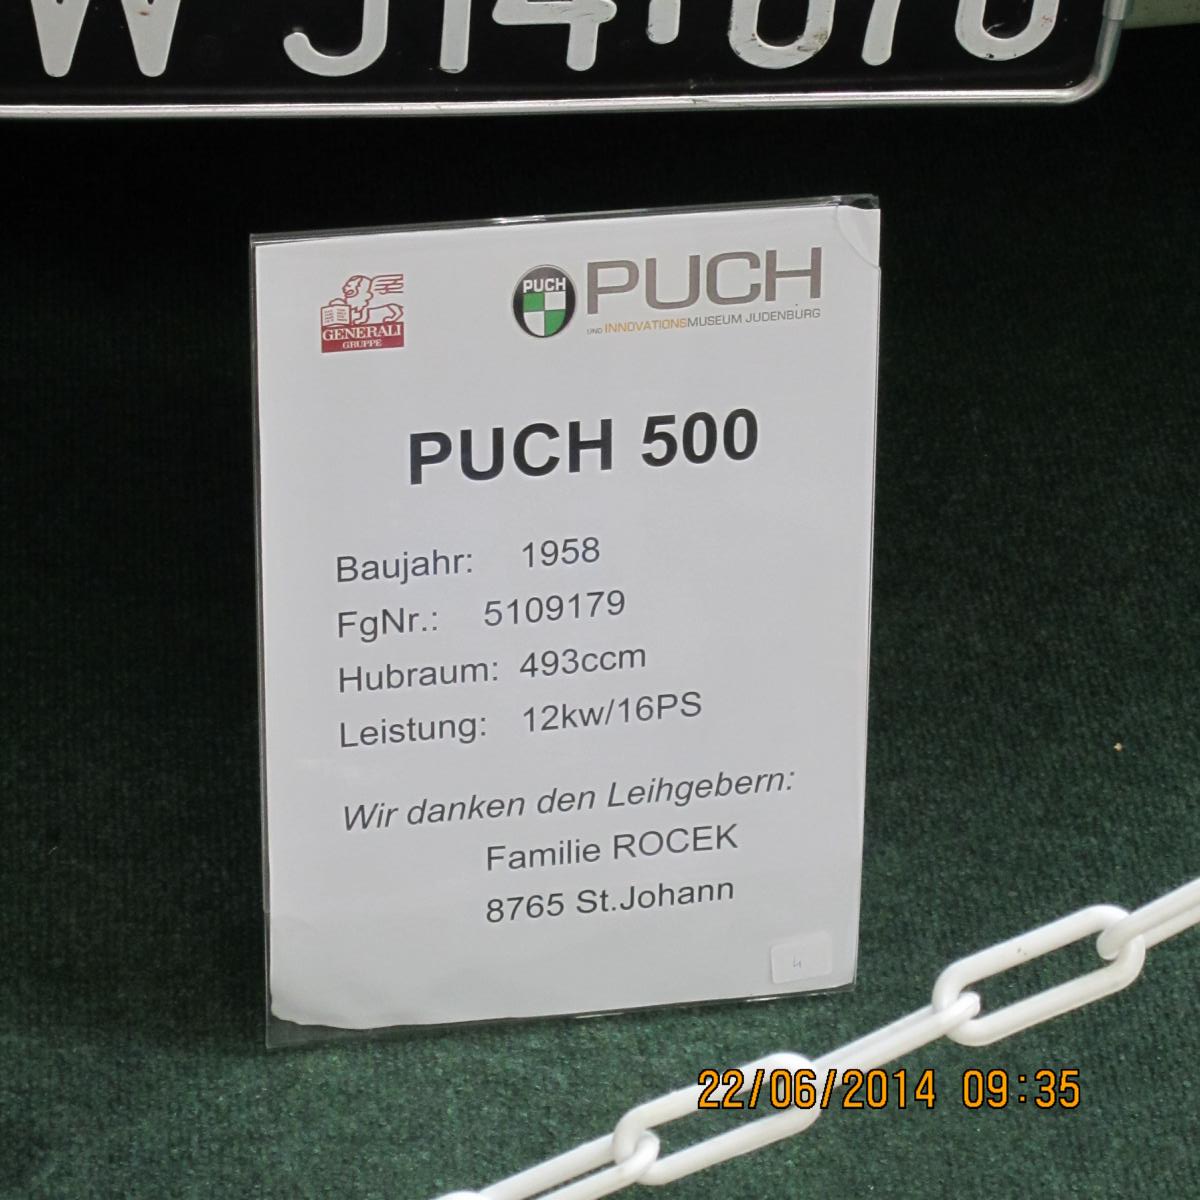 PUCH
PUCH
GENERALI
GRUPPE
UND INNOVATIONSMUSEUM JUDENBURG
PUCH 500
Baujahr: 1958
FgNr.: 5109179
Hubraum: 493ccm
Leistung: 12kw/16PS
Wir danken den Leihgebern:
Familie ROCEK
8765 St.Johann
4
22/06/2014 09:35